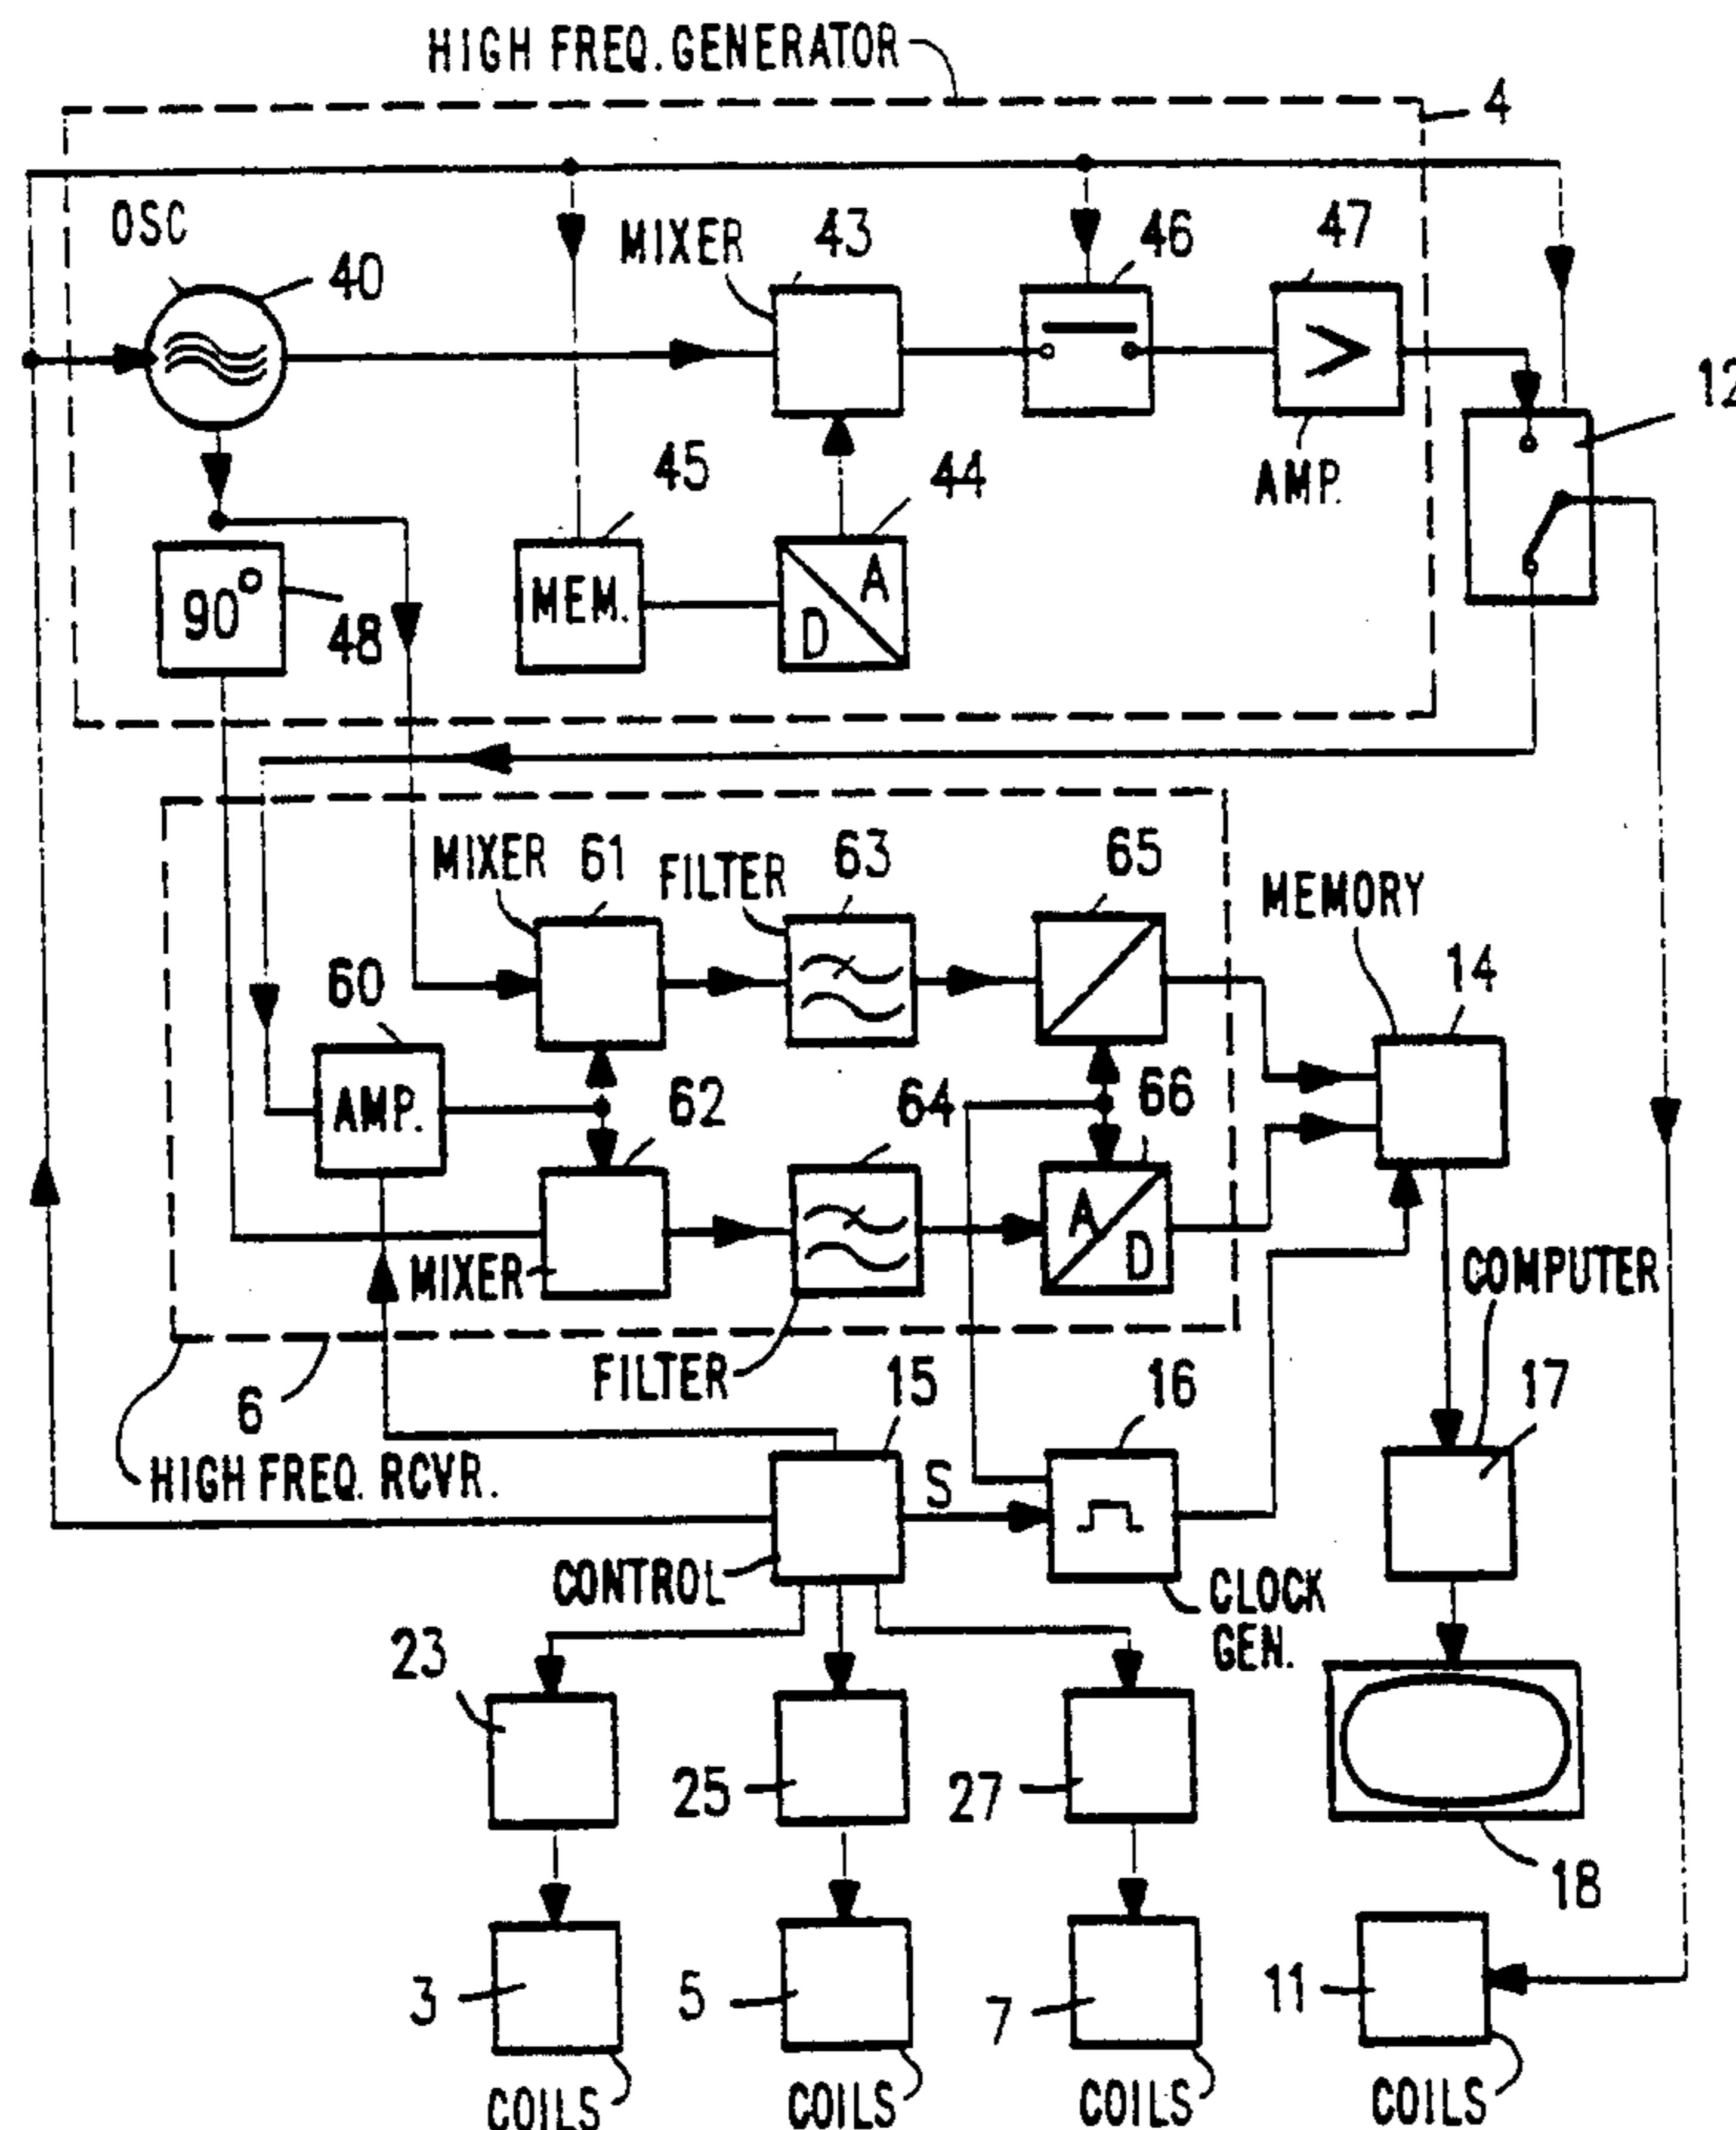 HIGH FREQ. GENERATOR
4
OSC
40
MIXER
43
46
47
12
AMP.
45
44
MEM.
D A
90°
48
MIXER
61
FILTER
63
65
MEMORY
14
60
AMP.
62
64
66
A D
MIXER
COMPUTER
FILTER
6
15
16
17
HIGH FREQ. RCVR.
S
CONTROL
CLOCK
GEN.
23
25
27
18
3
5
7
11
COILS
COILS
COILS
COILS